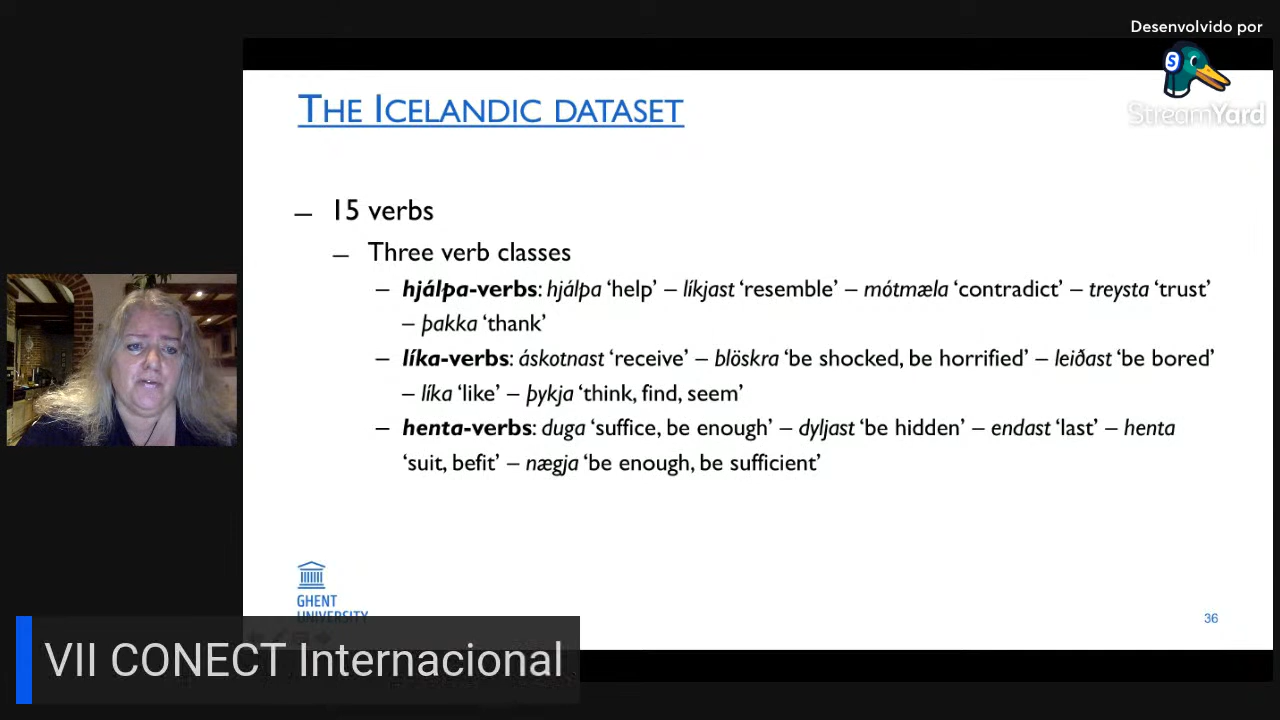 Desenvolvido por
S
StreamYard
THE ICELANDIC DATASET
– 15 verbs
– Three verb classes
– hjálpa-verbs: hjálpa ‘help’ – líkjast ‘resemble’ – mótmæla ‘contradict’ – treysta ‘trust’
– þakka ‘thank’
– líka-verbs: áskotnast ‘receive’ – blöskra ‘be shocked, be horrified’ – leiðast ‘be bored’
– líka ‘like’ – þykja ‘think, find, seem’
– henta-verbs: duga ‘suffice, be enough’ – dyljast ‘be hidden’ – endast ‘last’ – henta
‘suit, befit’ – nægja ‘be enough, be sufficient’
GHENT
UNIVERSITY
36
VII CONECT Internacional